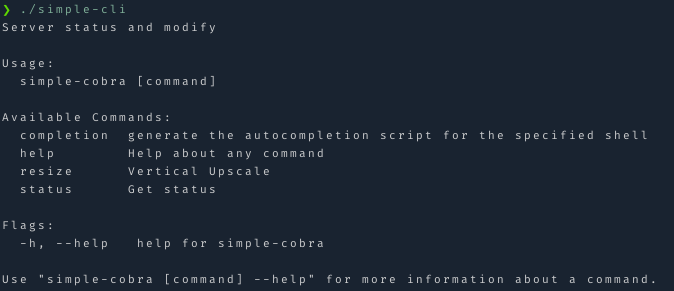 ❯ ./simple-cli
Server status and modify

Usage:
  simple-cobra [command]

Available Commands:
  completion  generate the autocompletion script for the specified shell
  help        Help about any command
  resize      Vertical Upscale
  status      Get status

Flags:
  -h, --help   help for simple-cobra

Use "simple-cobra [command] --help" for more information about a command.